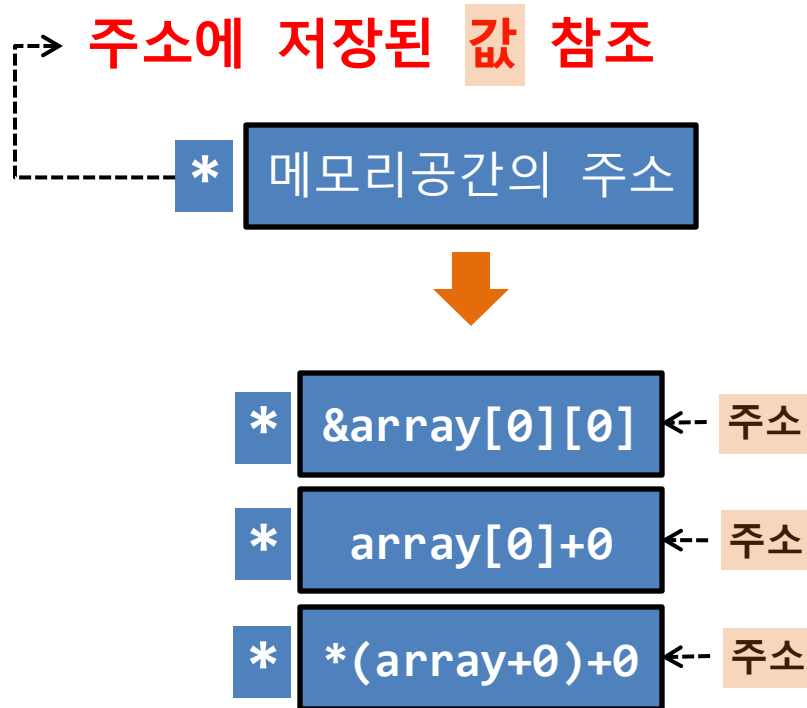 주소에 저장된 값 참조
* 메모리공간의 주소
* &array[0][0] 주소
* array[0]+0 주소
* *(array+0)+0 주소